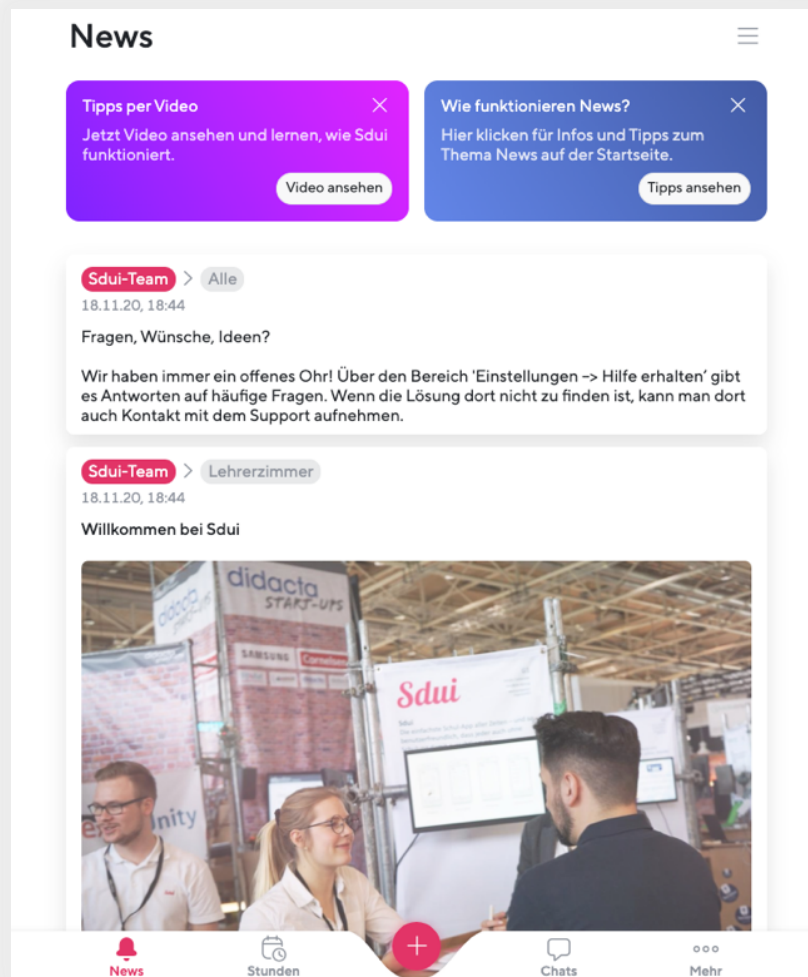 News
Tipps per Video
Jetzt Video ansehen und lernen, wie Sdui
funktioniert.
Video ansehen
Wie funktionieren News?
Hier klicken für Infos und Tipps zum
Thema News auf der Startseite.
Tipps ansehen
Sdui-Team > Alle
18.11.20, 18:44
Fragen, Wünsche, Ideen?
Wir haben immer ein offenes Ohr! Über den Bereich 'Einstellungen –> Hilfe erhalten’ gibt
es Antworten auf häufige Fragen. Wenn die Lösung dort nicht zu finden ist, kann man dort
auch Kontakt mit dem Support aufnehmen.
Sdui-Team > Lehrerzimmer
18.11.20, 18:44
Willkommen bei Sdui
didacta
START-UPS
didacta
SAMSUNG
Cornelsen
Sdui
Sdui
News
Stunden
Chats
Mehr